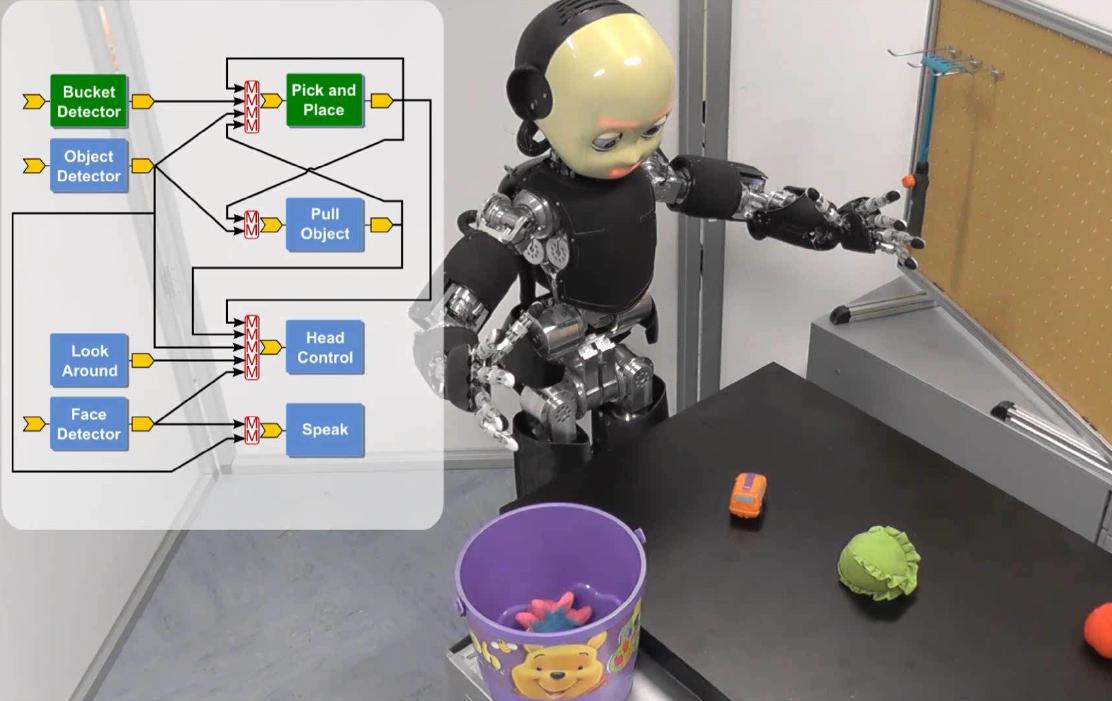 Bucket
Detector
M
M
M
M
Pick and
Place
Object
Detector
M
M
Pull
Object
Look
Around
M
M
M
M
M
Head
Control
Face
Detector
M
M
Speak